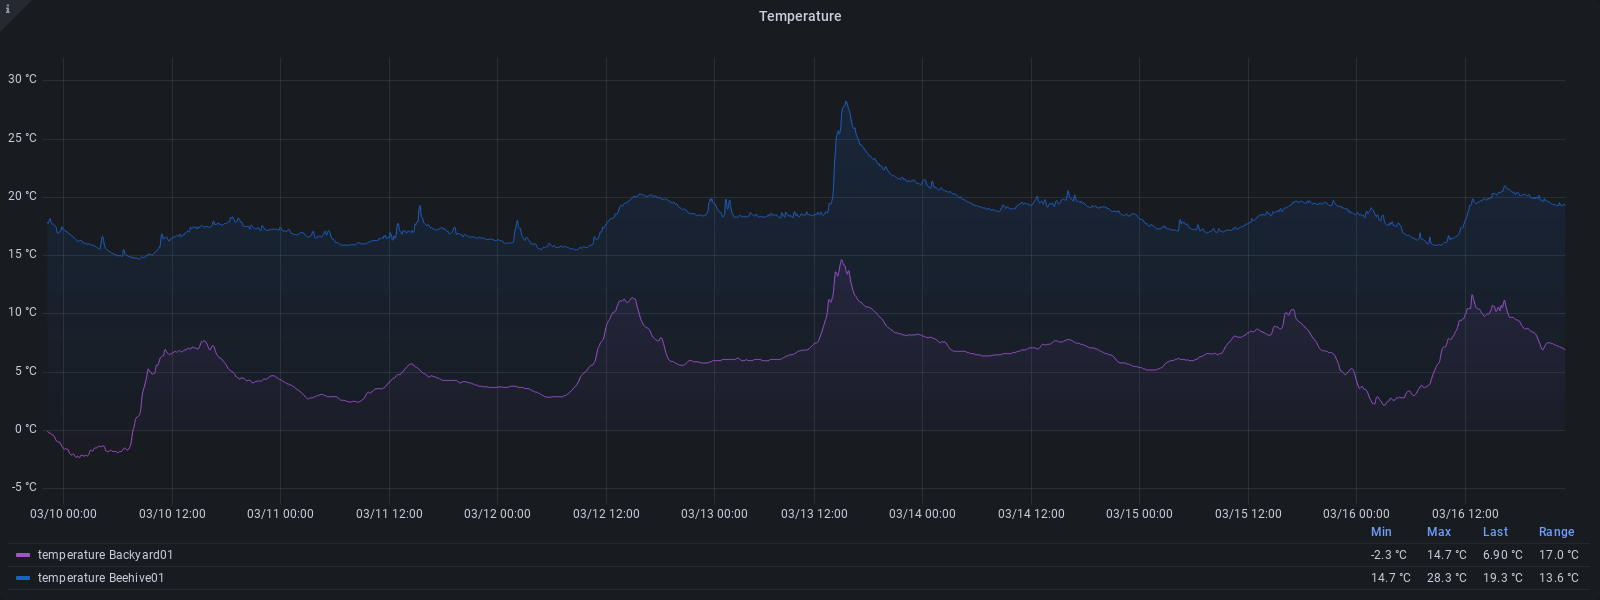 i
Temperature
30 °C
25 °C
20 °C
15 °C
10 °C
5 °C
0 °C
-5 °C
03/10 00:00 03/10 12:00 03/11 00:00 03/11 12:00 03/12 00:00 03/12 12:00 03/13 00:00 03/13 12:00 03/14 00:00 03/14 12:00 03/15 00:00 03/15 12:00 03/16 00:00 03/16 12:00
Min Max Last Range
temperature Backyard01 -2.3 °C 14.7 °C 6.90 °C 17.0 °C
temperature Beehive01 14.7 °C 28.3 °C 19.3 °C 13.6 °C